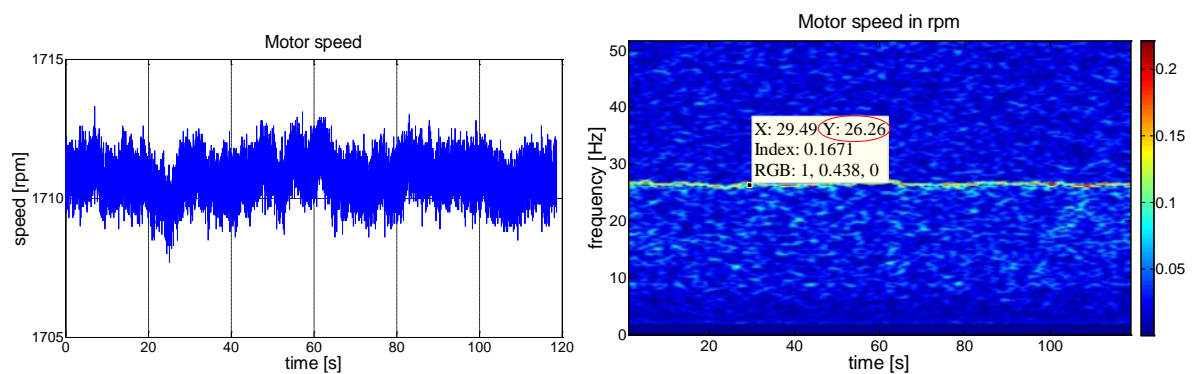 Motor speed
1715
1710
1705
speed [rpm]
0 20 40 60 80 100 120
time [s]
Motor speed in rpm
50
40
30
20
10
0
frequency [Hz]
X: 29.49 Y: 26.26
Index: 0.1671
RGB: 1, 0.438, 0
20 40 60 80 100
time [s]
0.2
0.15
0.1
0.05